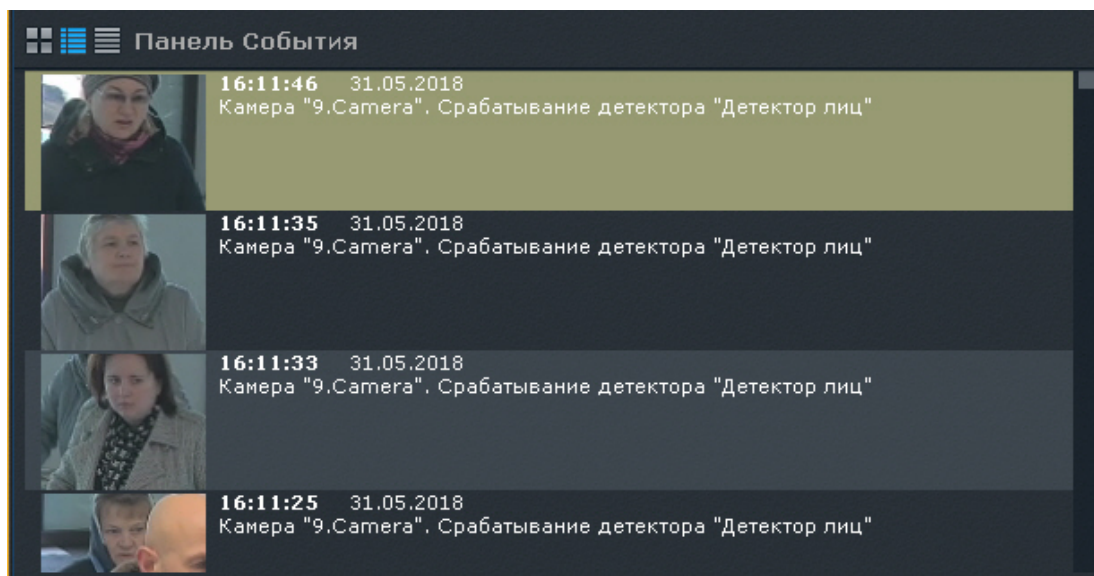 Панель События
16:11:46 31.05.2018
Камера "9.Camera". Срабатывание детектора "Детектор лиц"
16:11:35 31.05.2018
Камера "9.Camera". Срабатывание детектора "Детектор лиц"
16:11:33 31.05.2018
Камера "9.Camera". Срабатывание детектора "Детектор лиц"
16:11:25 31.05.2018
Камера "9.Camera". Срабатывание детектора "Детектор лиц"